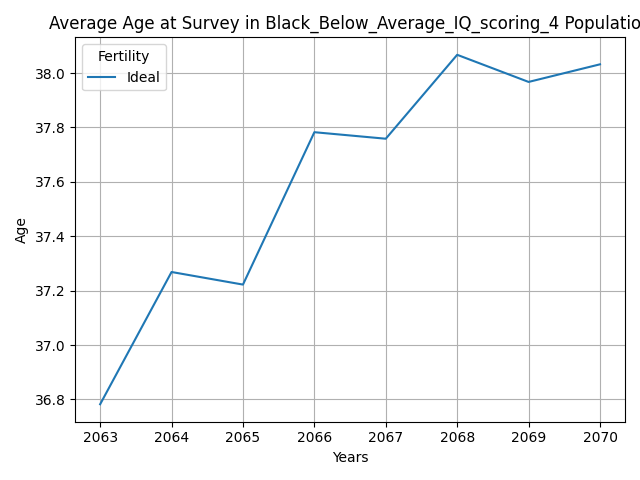 Average Age at Survey in Black_Below_Average_IQ_scoring_4 Populatio
Fertility
Ideal
38.0
37.8
37.6
37.4
37.2
37.0
36.8
Age
2063 2064 2065 2066 2067 2068 2069 2070
Years